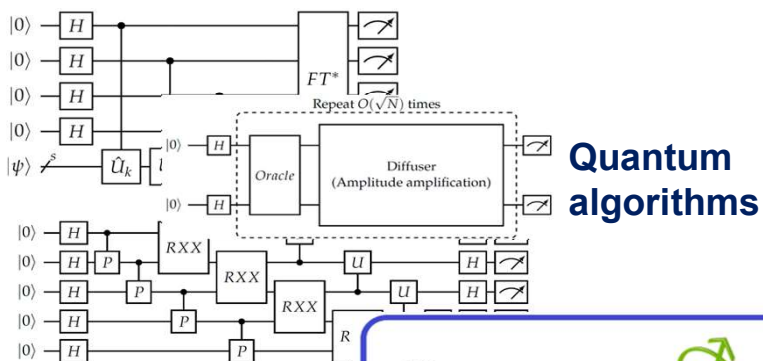 |0⟩ H
|0⟩ H
|0⟩ H FT*
Repeat O(√N) times
|0⟩ H
|0⟩ H
|ψ⟩ s Û_k
Oracle
Diffuser
(Amplitude amplification)
|0⟩ H
Quantum
algorithms
|0⟩ H
|0⟩ H P RXX U H
|0⟩ H P RXX U H
|0⟩ H P RXX
|0⟩ H P R